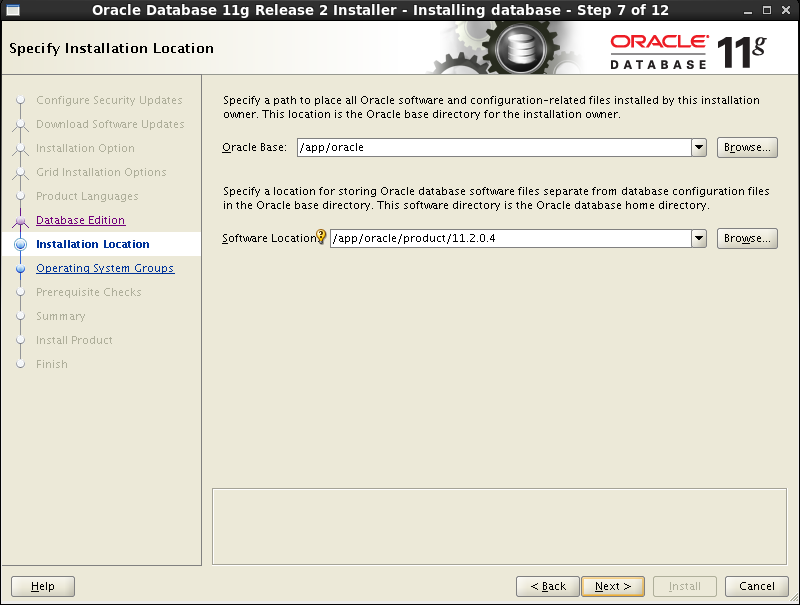 Oracle Database 11g Release 2 Installer - Installing database - Step 7 of 12
Specify Installation Location
ORACLE®
DATABASE
11g
Configure Security Updates
Download Software Updates
Installation Option
Grid Installation Options
Product Languages
Database Edition
Installation Location
Operating System Groups
Prerequisite Checks
Summary
Install Product
Finish
Specify a path to place all Oracle software and configuration-related files installed by this installation
owner. This location is the Oracle base directory for the installation owner.
Oracle Base: /app/oracle Browse...
Specify a location for storing Oracle database software files separate from database configuration files
in the Oracle base directory. This software directory is the Oracle database home directory.
Software Location /app/oracle/product/11.2.0.4 Browse...
Help < Back Next > Install Cancel